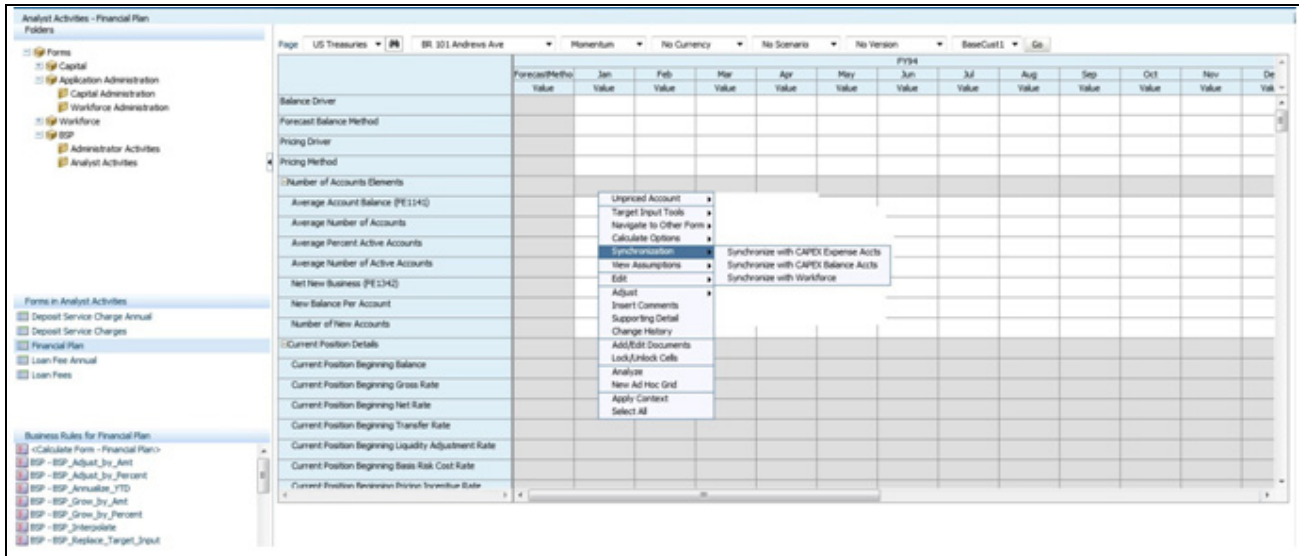 Analyst Activities - Financial Plan
Folders
Forms
Capital
Application Administration
Capital Administration
Workforce Administration
Workforce
BSP
Administrator Activities
Analyst Activities
Forms in Analyst Activities
Deposit Service Charge Annual
Deposit Service Charges
Financial Plan
Loan Fee Annual
Loan Fees
Business Rules for Financial Plan
<Calculate Form - Financial Plan>
BSP - BSP_Adjust_by_Amt
BSP - BSP_Adjust_by_Percent
BSP - BSP_Annualize_YTD
BSP - BSP_Grow_by_Amt
BSP - BSP_Grow_by_Percent
BSP - BSP_Interpolate
BSP - BSP_Replace_Target_Input
Page US Treasuries BR 101 Andrews Ave Momentum No Currency No Scenario No Version BaseCust1 Go
FY94
ForecastMetho Jan Feb Mar Apr May Jun Jul Aug Sep Oct Nov De
Value Value Value Value Value Value Value Value Value Value Value Value Val
Balance Driver
Forecast Balance Method
Pricing Driver
Pricing Method
Number of Accounts Elements
Average Account Balance (FE1141)
Average Number of Accounts
Average Percent Active Accounts
Average Number of Active Accounts
Net New Business (FE1342)
New Balance Per Account
Number of New Accounts
Current Position Details
Current Position Beginning Balance
Current Position Beginning Gross Rate
Current Position Beginning Net Rate
Current Position Beginning Transfer Rate
Current Position Beginning Liquidity Adjustment Rate
Current Position Beginning Basis Risk Cost Rate
Current Position Beginning Pricing Incentive Rate
Unpriced Account
Target Input Tools
Navigate to Other Form
Calculate Options
Synchronization
View Assumptions
Edit
Adjust
Insert Comments
Supporting Detail
Change History
Add/Edit Documents
Lock/Unlock Cells
Analyze
New Ad Hoc Grid
Apply Context
Select All
Synchronize with CAPEX Expense Accts
Synchronize with CAPEX Balance Accts
Synchronize with Workforce